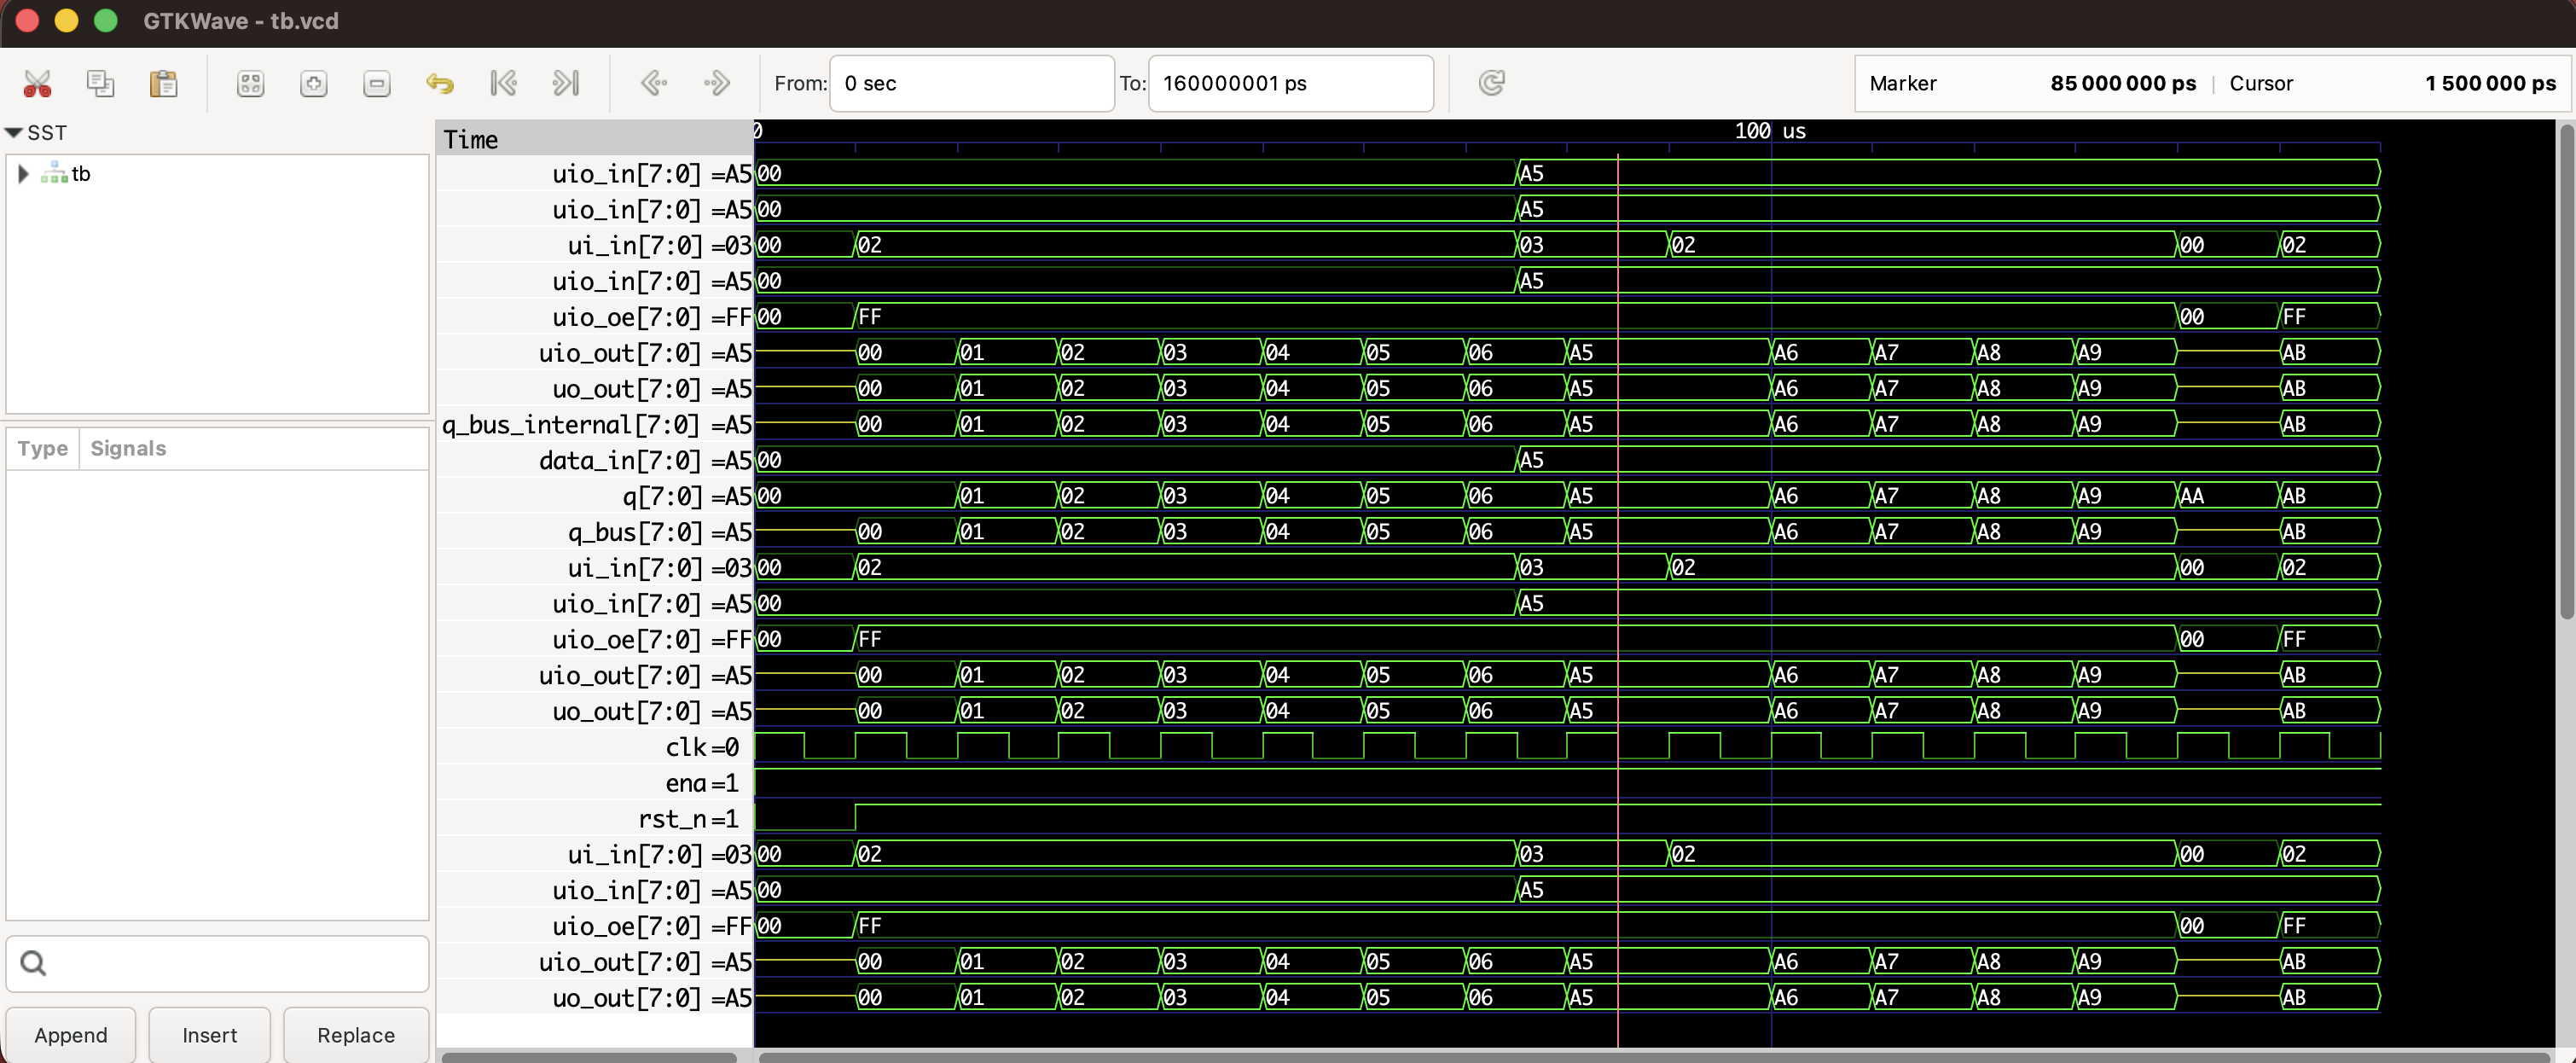 GTKWave - tb.vcd
From: 0 sec To: 160000001 ps Marker 85 000 000 ps | Cursor 1 500 000 ps
SST
tb
Type Signals
Append Insert Replace
Time 0 100 us
uio_in[7:0] =A5 00 A5
uio_in[7:0] =A5 00 A5
ui_in[7:0] =03 00 02 03 02 00 02
uio_in[7:0] =A5 00 A5
uio_oe[7:0] =FF 00 FF 00 FF
uio_out[7:0] =A5 00 01 02 03 04 05 06 A5 A6 A7 A8 A9 AB
uo_out[7:0] =A5 00 01 02 03 04 05 06 A5 A6 A7 A8 A9 AB
q_bus_internal[7:0] =A5 00 01 02 03 04 05 06 A5 A6 A7 A8 A9 AB
data_in[7:0] =A5 00 A5
q[7:0] =A5 00 01 02 03 04 05 06 A5 A6 A7 A8 A9 AA AB
q_bus[7:0] =A5 00 01 02 03 04 05 06 A5 A6 A7 A8 A9 AB
ui_in[7:0] =03 00 02 03 02 00 02
uio_in[7:0] =A5 00 A5
uio_oe[7:0] =FF 00 FF 00 FF
uio_out[7:0] =A5 00 01 02 03 04 05 06 A5 A6 A7 A8 A9 AB
uo_out[7:0] =A5 00 01 02 03 04 05 06 A5 A6 A7 A8 A9 AB
clk =0
ena =1
rst_n =1
ui_in[7:0] =03 00 02 03 02 00 02
uio_in[7:0] =A5 00 A5
uio_oe[7:0] =FF 00 FF 00 FF
uio_out[7:0] =A5 00 01 02 03 04 05 06 A5 A6 A7 A8 A9 AB
uo_out[7:0] =A5 00 01 02 03 04 05 06 A5 A6 A7 A8 A9 AB